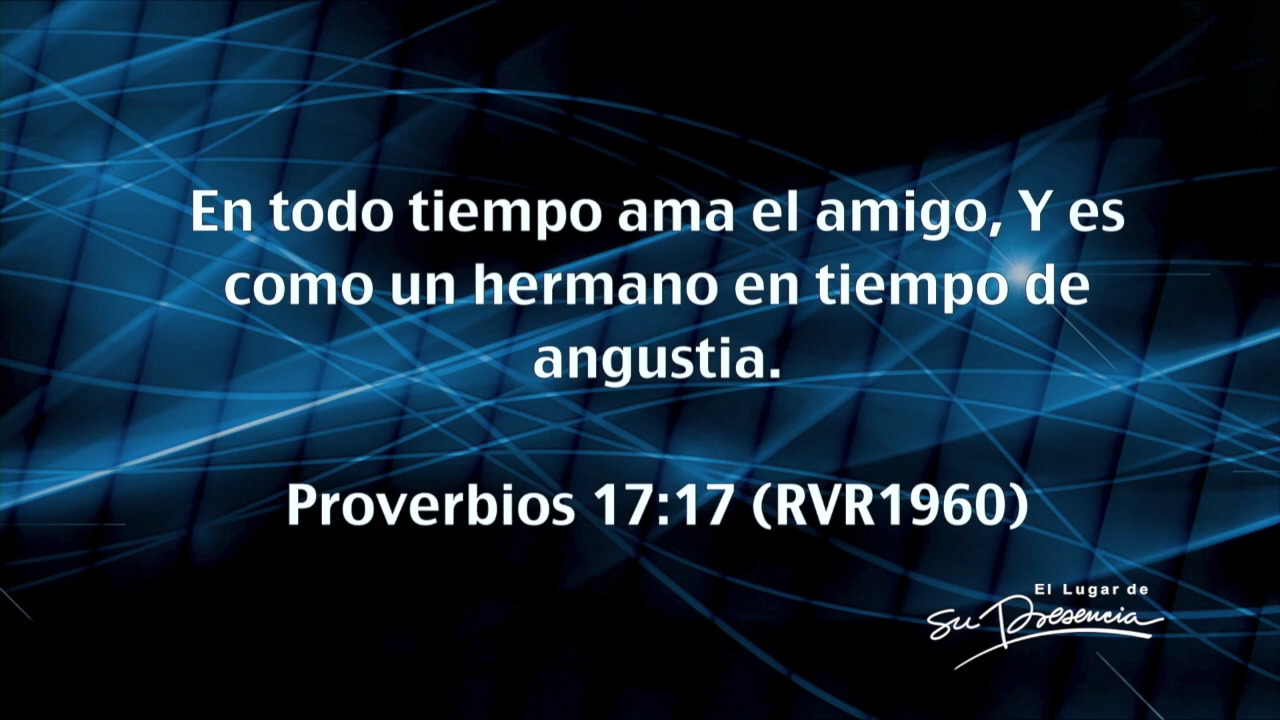 En todo tiempo ama el amigo, Y es
como un hermano en tiempo de
angustia.
Proverbios 17:17 (RVR1960)
El Lugar de
Su Presencia